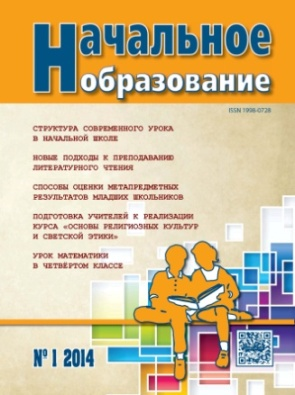 Начальное
образование
ISSN 1998-0728
СТРУКТУРА СОВРЕМЕННОГО УРОКА
В НАЧАЛЬНОЙ ШКОЛЕ
НОВЫЕ ПОДХОДЫ К ПРЕПОДАВАНИЮ
ЛИТЕРАТУРНОГО ЧТЕНИЯ
СПОСОБЫ ОЦЕНКИ МЕТАПРЕДМЕТНЫХ
РЕЗУЛЬТАТОВ МЛАДШИХ ШКОЛЬНИКОВ
ПОДГОТОВКА УЧИТЕЛЕЙ К РЕАЛИЗАЦИИ
КУРСА «ОСНОВЫ РЕЛИГИОЗНЫХ КУЛЬТУР
И СВЕТСКОЙ ЭТИКИ»
УРОК МАТЕМАТИКИ
В ЧЕТВЁРТОМ КЛАССЕ
№ 1 2014